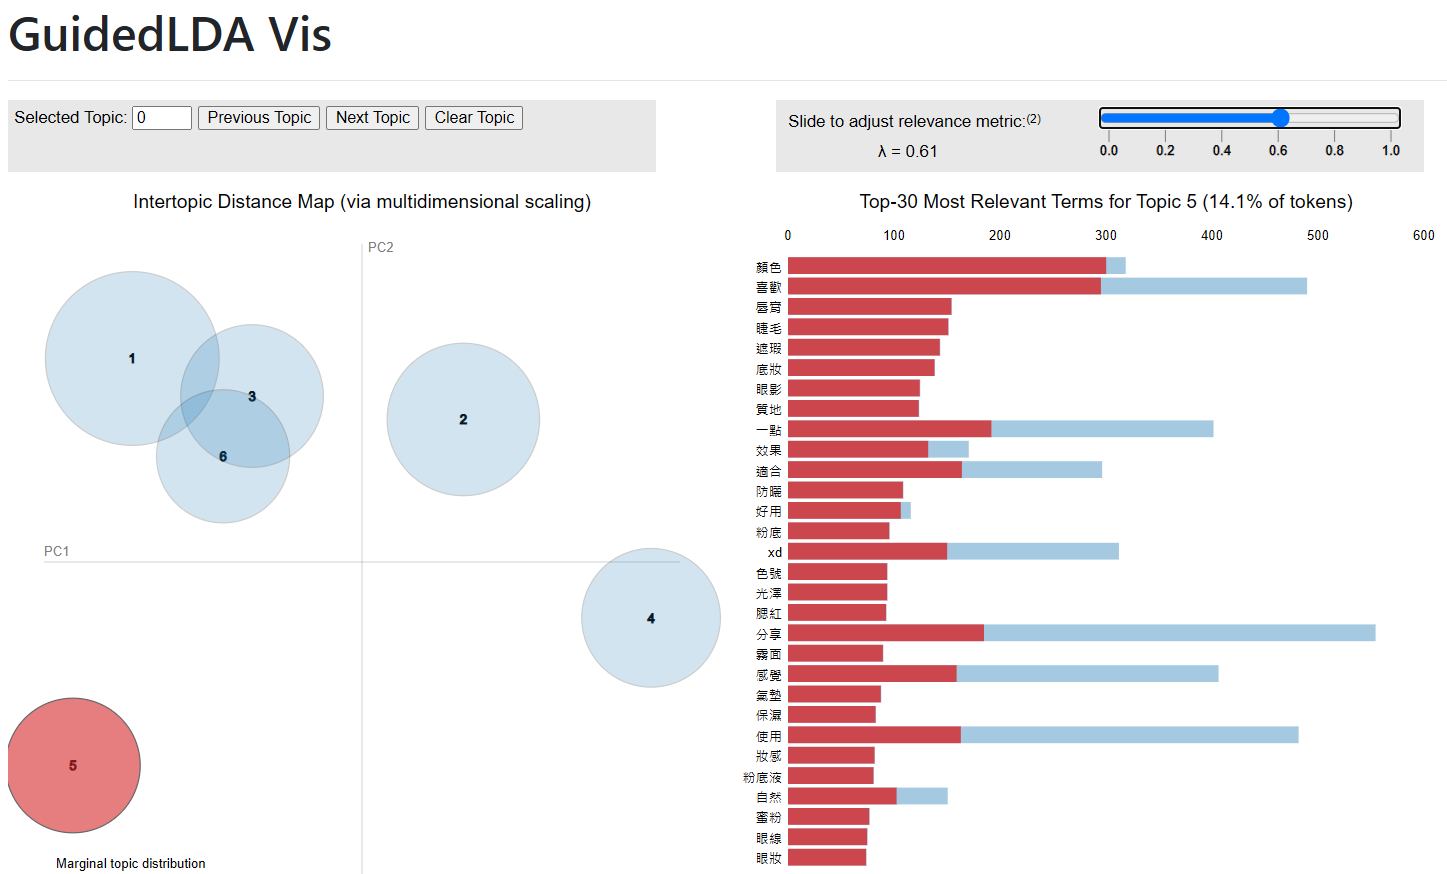 GuidedLDA Vis
Selected Topic: 0 Previous Topic Next Topic Clear Topic
Slide to adjust relevance metric:(2)
λ = 0.61
0.0 0.2 0.4 0.6 0.8 1.0
Intertopic Distance Map (via multidimensional scaling)
PC2
1
3
2
6
PC1
4
5
Marginal topic distribution
Top-30 Most Relevant Terms for Topic 5 (14.1% of tokens)
0 100 200 300 400 500 600
顏色
喜歡
唇膏
睫毛
遮瑕
底妝
眼影
質地
一點
效果
適合
防曬
好用
粉底
xd
色號
光澤
腮紅
分享
霧面
感覺
氣墊
保濕
使用
妝感
粉底液
自然
蜜粉
眼線
眼妝